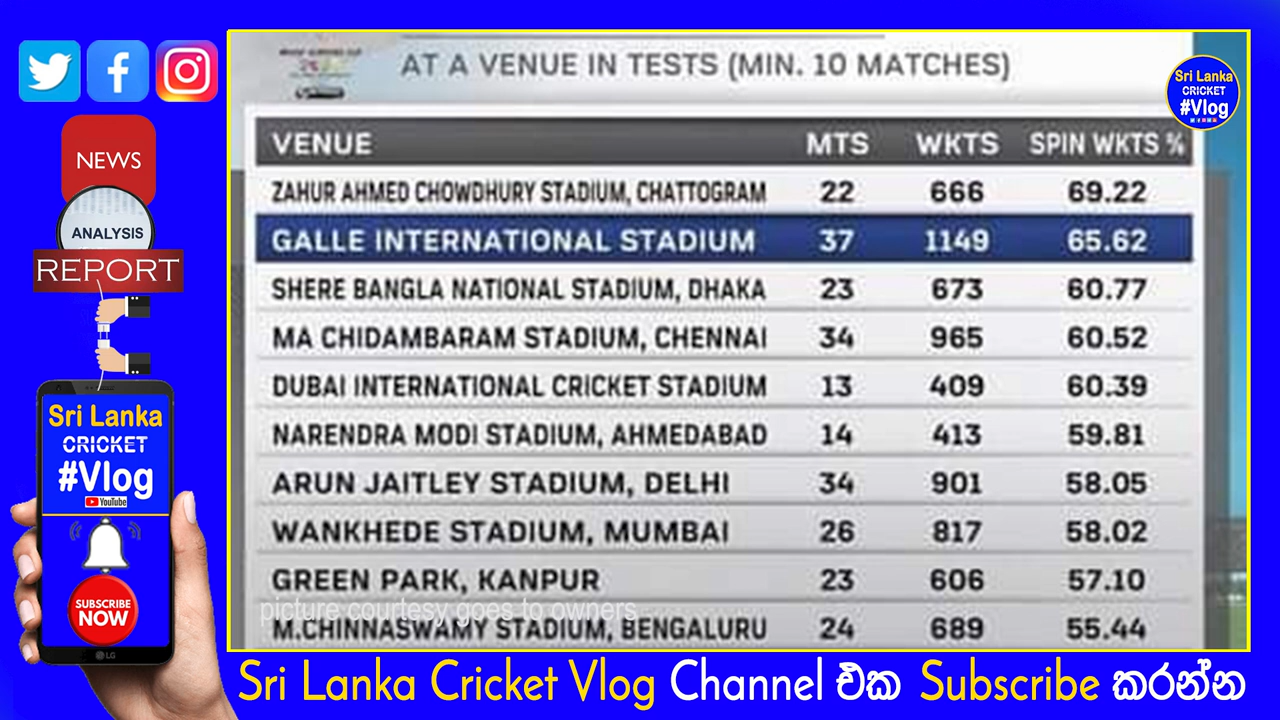 AT A VENUE IN TESTS (MIN. 10 MATCHES)
Sri Lanka
CRICKET
#Vlog
VENUE MTS WKTS SPIN WKTS %
ZAHUR AHMED CHOWDHURY STADIUM, CHATTOGRAM 22 666 69.22
GALLE INTERNATIONAL STADIUM 37 1149 65.62
SHERE BANGLA NATIONAL STADIUM, DHAKA 23 673 60.77
MA CHIDAMBARAM STADIUM, CHENNAI 34 965 60.52
DUBAI INTERNATIONAL CRICKET STADIUM 13 409 60.39
NARENDRA MODI STADIUM, AHMEDABAD 14 413 59.81
ARUN JAITLEY STADIUM, DELHI 34 901 58.05
WANKHEDE STADIUM, MUMBAI 26 817 58.02
GREEN PARK, KANPUR 23 606 57.10
picture courtesy goes to owners
M.CHINNASWAMY STADIUM, BENGALURU 24 689 55.44
NEWS
ANALYSIS
REPORT
Sri Lanka
CRICKET
#Vlog
YouTube
SUBSCRIBE
NOW
LG
Sri Lanka Cricket Vlog Channel එක Subscribe කරන්න